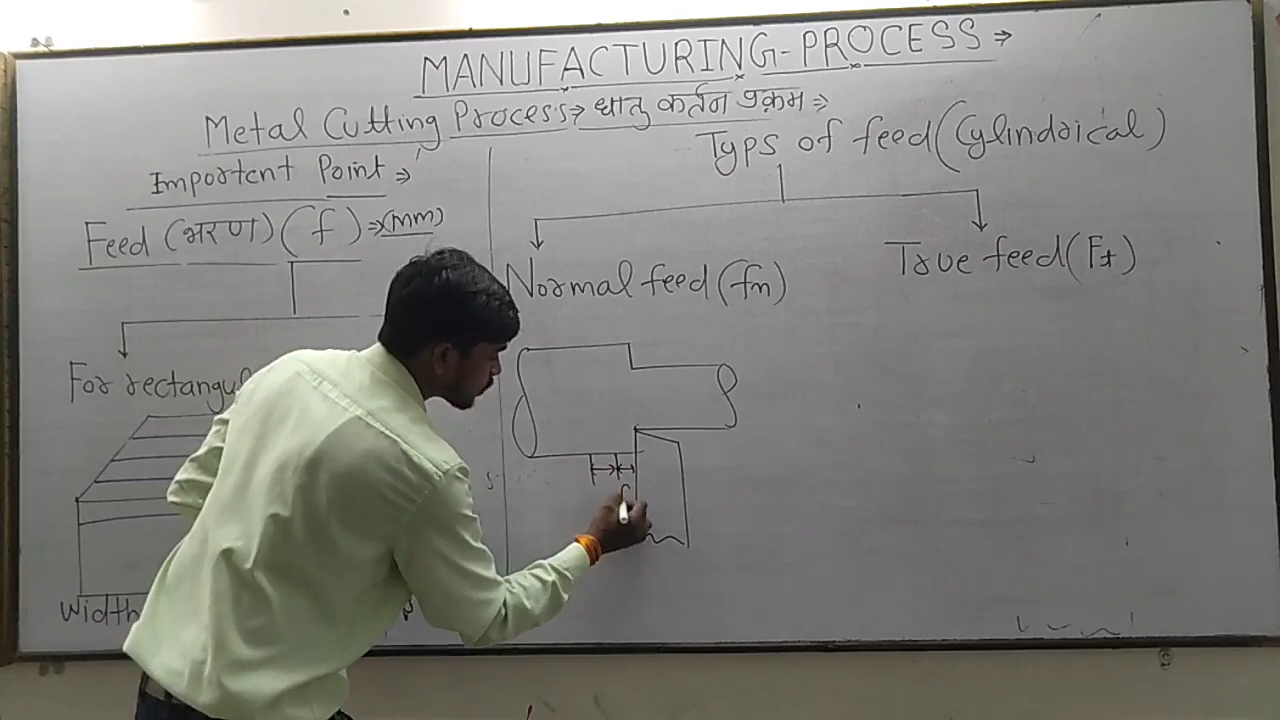 MANUFACTURING-PROCESS ⇒
Metal Cutting Process⇒ धातु कर्तन प्रक्रम ⇒
Importent Point ⇒
Feed (भरण) (f) ⇒(mm)
For rectangul
Width
Typs of feed (Cylindrical)
Normal feed (fn)
True feed (Ft)
f